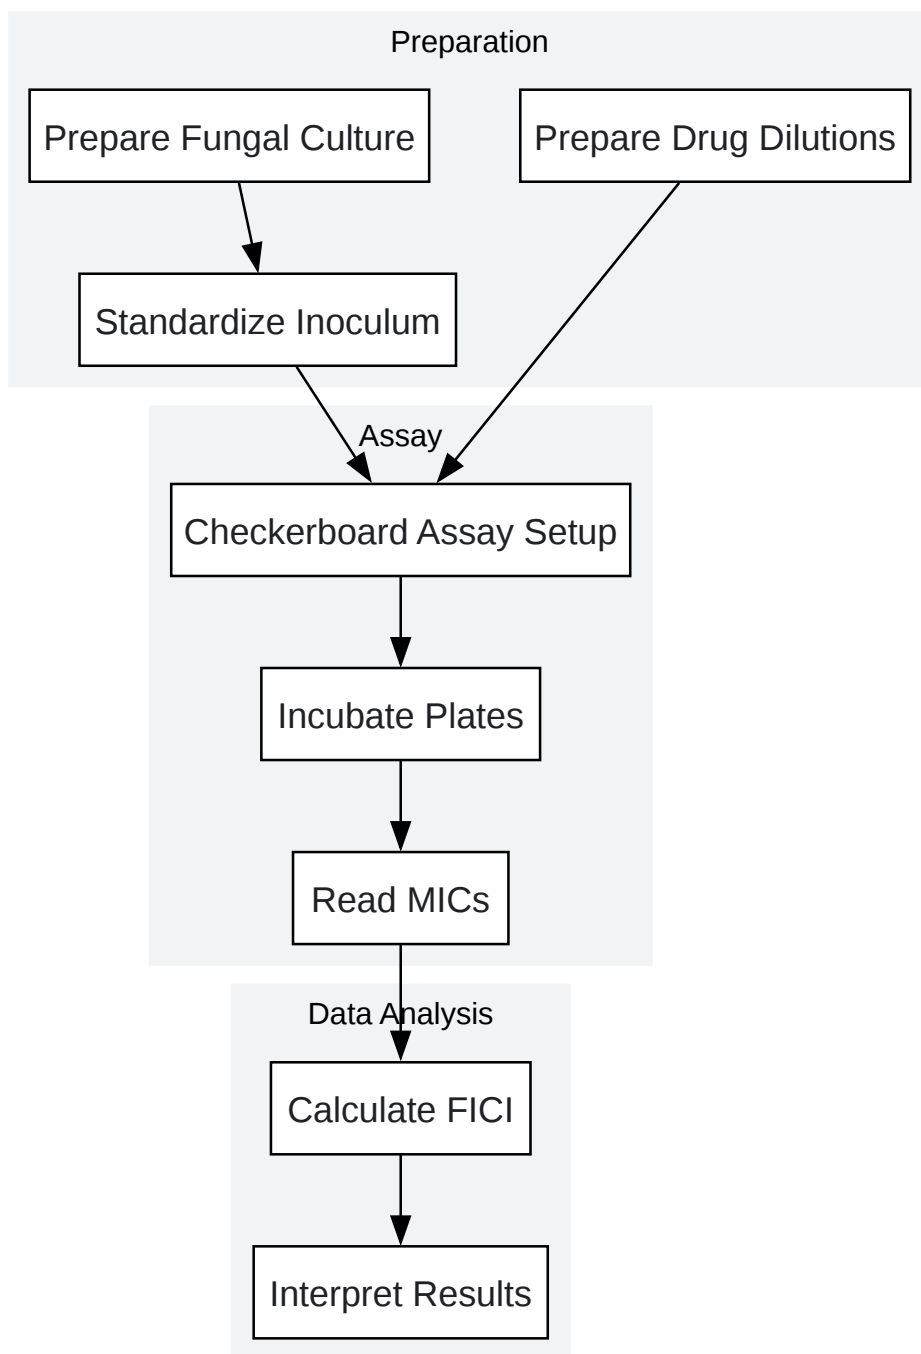 Preparation
Prepare Fungal Culture
Prepare Drug Dilutions
Standardize Inoculum
Assay
Checkerboard Assay Setup
Incubate Plates
Read MICs
Data Analysis
Calculate FICI
Interpret Results